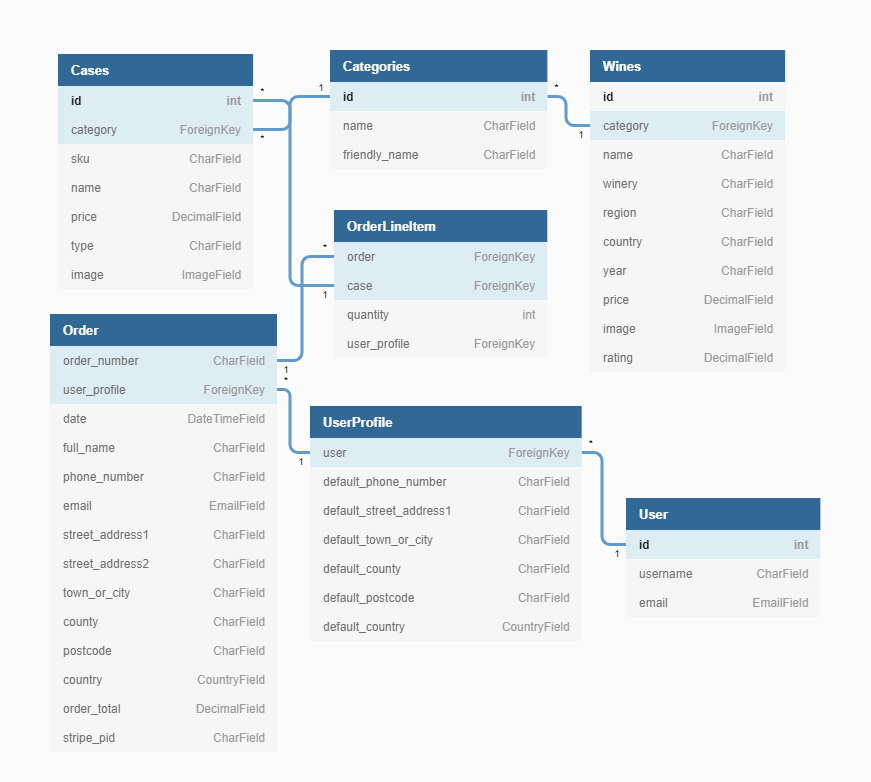 Cases
id int
category ForeignKey
sku CharField
name CharField
price DecimalField
type CharField
image ImageField
*
*
1
Categories
id int
name CharField
friendly_name CharField
*
1
Wines
id int
category ForeignKey
name CharField
winery CharField
region CharField
country CharField
year CharField
price DecimalField
image ImageField
rating DecimalField
OrderLineItem
order ForeignKey
case ForeignKey
quantity int
user_profile ForeignKey
*
1
Order
order_number CharField
user_profile ForeignKey
date DateTimeField
full_name CharField
phone_number CharField
email EmailField
street_address1 CharField
street_address2 CharField
town_or_city CharField
county CharField
postcode CharField
country CountryField
order_total DecimalField
stripe_pid CharField
1
*
1
UserProfile
user ForeignKey
default_phone_number CharField
default_street_address1 CharField
default_town_or_city CharField
default_county CharField
default_postcode CharField
default_country CountryField
*
1
User
id int
username CharField
email EmailField